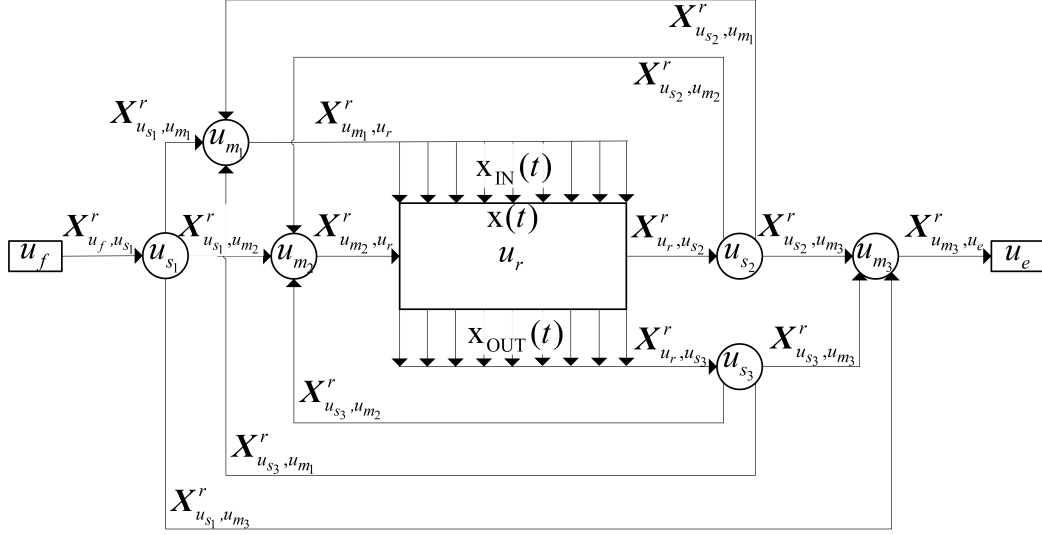 X^r_{u_{s_2},u_{m_1}}
X^r_{u_{s_2},u_{m_2}}
X^r_{u_{s_1},u_{m_1}}
u_{m_1}
X^r_{u_{m_1},u_r}
x_{IN}(t)
X^r_{u_f,u_{s_1}}
X^r_{u_{s_1},u_{m_2}}
X^r_{u_{m_2},u_r}
x(t)
X^r_{u_r,u_{s_2}}
X^r_{u_{s_2},u_{m_3}}
X^r_{u_{m_3},u_e}
u_f
u_{s_1}
u_{m_2}
u_r
u_{s_2}
u_{m_3}
u_e
x_{OUT}(t)
X^r_{u_r,u_{s_3}}
u_{s_3}
X^r_{u_{s_3},u_{m_3}}
X^r_{u_{s_3},u_{m_2}}
X^r_{u_{s_3},u_{m_1}}
X^r_{u_{s_1},u_{m_3}}